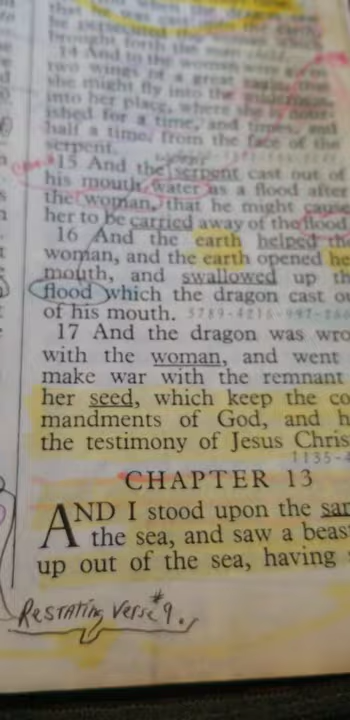 brought forth the man child.
14 And to the woman were
two wings of a great eagle, that
she might fly into the wilderness,
into her place, where she is
ished for a time, and times, and
half a time, from the face of the
serpent.
15 And the serpent cast out of
his mouth water as a flood after
the woman, that he might cause
her to be carried away of the flood
16 And the earth helped the
woman, and the earth opened he
mouth, and swallowed up th
flood which the dragon cast o
of his mouth.
17 And the dragon was wro
with the woman, and went
make war with the remnant
her seed, which keep the co
mandments of God, and h
the testimony of Jesus Chris
1135-
CHAPTER 13
AND I stood upon the sa
the sea, and saw a beas
up out of the sea, having
Restating Verse #9.